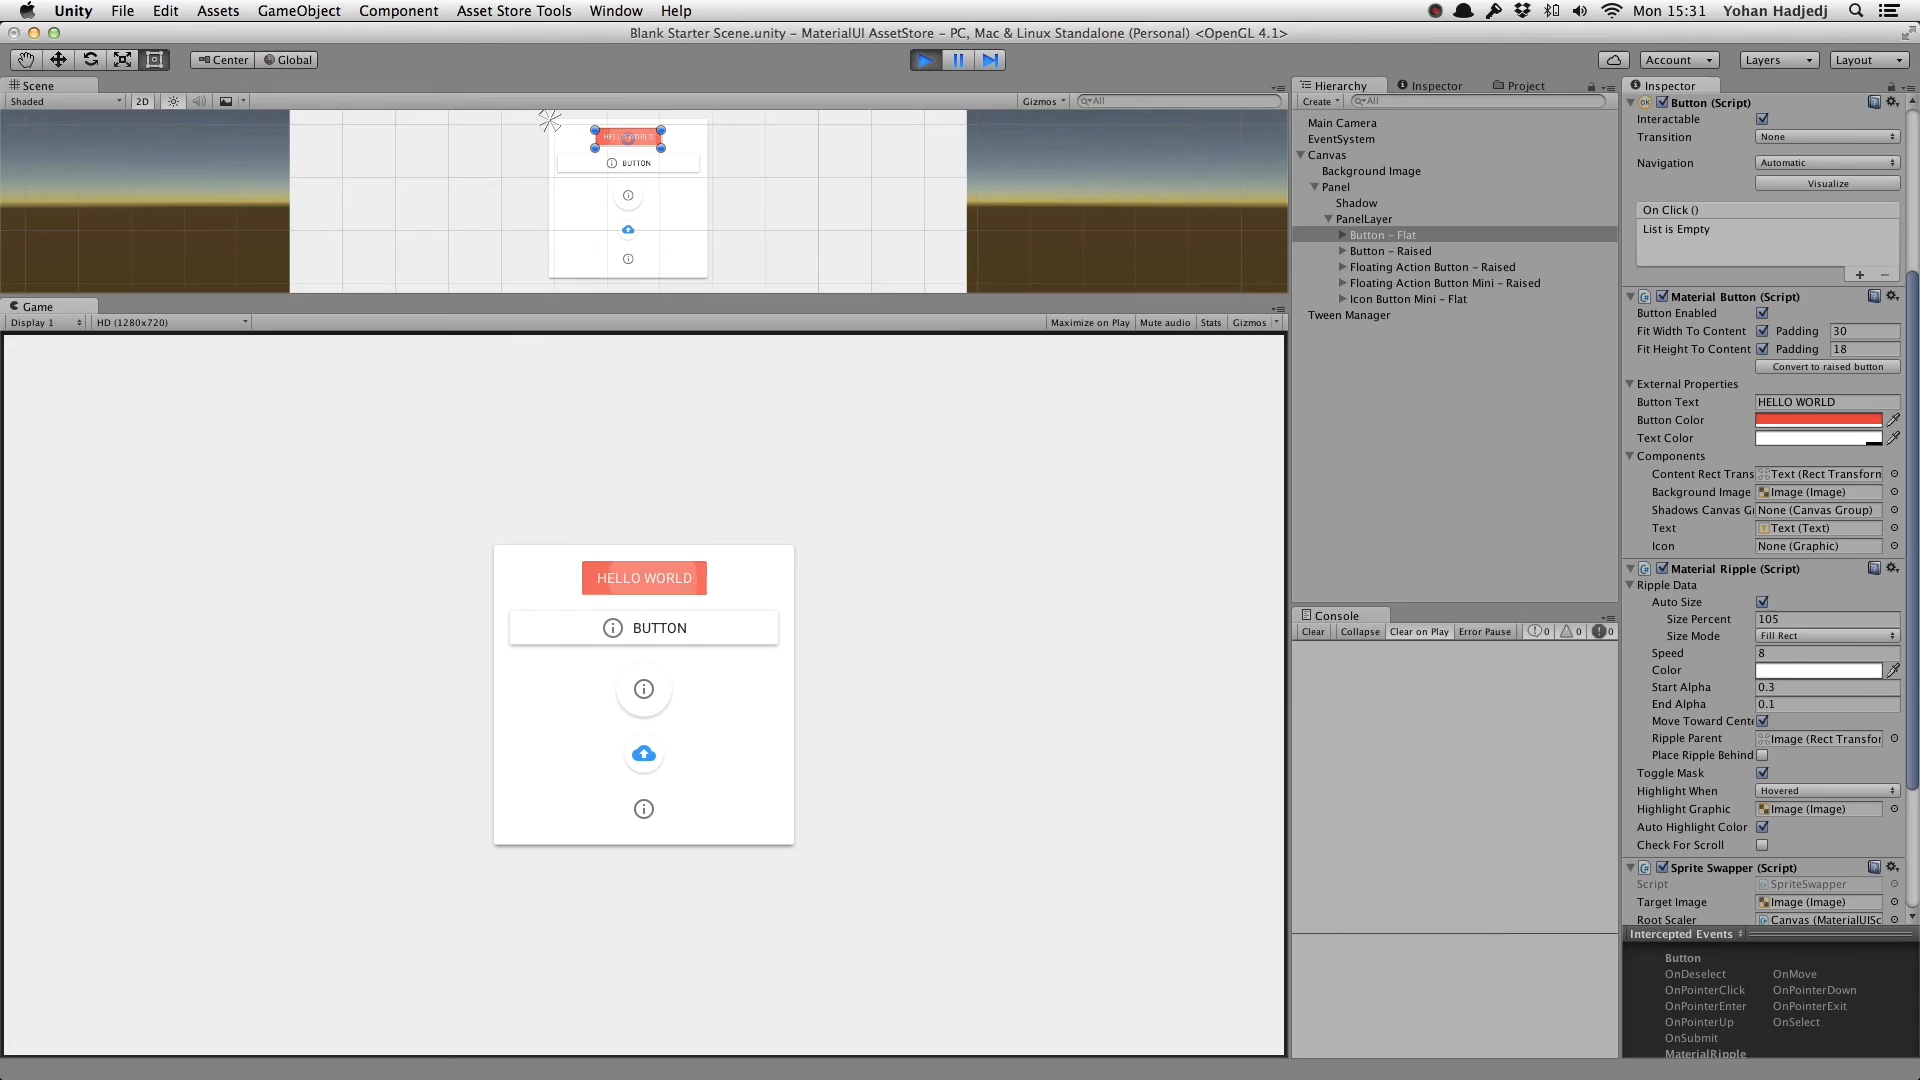 Unity File Edit Assets GameObject Component Asset Store Tools Window Help Mon 15:31 Yohan Hadjedj
Blank Starter Scene.unity - MaterialUI AssetStore - PC, Mac & Linux Standalone (Personal) <OpenGL 4.1>
Center Global Account Layers Layout
Scene
Shaded 2D Gizmos All
HELLO WORLD
BUTTON
Game
Display 1 HD (1280x720) Maximize on Play Mute audio Stats Gizmos
HELLO WORLD
BUTTON
Hierarchy Inspector Project
Create All
Main Camera
EventSystem
Canvas
Background Image
Panel
Shadow
PanelLayer
Button – Flat
Button – Raised
Floating Action Button – Raised
Floating Action Button Mini – Raised
Icon Button Mini – Flat
Tween Manager
Console
Clear Collapse Clear on Play Error Pause 0 0 0
Inspector
Button (Script)
Interactable
Transition None
Navigation Automatic
Visualize
On Click ()
List is Empty
Material Button (Script)
Button Enabled
Fit Width To Content Padding 30
Fit Height To Content Padding 18
Convert to raised button
External Properties
Button Text HELLO WORLD
Button Color
Text Color
Components
Content Rect Trans Text (Rect Transform
Background Image Image (Image)
Shadows Canvas Gr None (Canvas Group)
Text Text (Text)
Icon None (Graphic)
Material Ripple (Script)
Ripple Data
Auto Size
Size Percent 105
Size Mode Fill Rect
Speed 8
Color
Start Alpha 0.3
End Alpha 0.1
Move Toward Cente
Ripple Parent Image (Rect Transfor
Place Ripple Behind
Toggle Mask
Highlight When Hovered
Highlight Graphic Image (Image)
Auto Highlight Color
Check For Scroll
Sprite Swapper (Script)
Script SpriteSwapper
Target Image Image (Image)
Root Scaler Canvas (MaterialUISc
Intercepted Events
Button
OnDeselect OnMove
OnPointerClick OnPointerDown
OnPointerEnter OnPointerExit
OnPointerUp OnSelect
OnSubmit
MaterialRipple